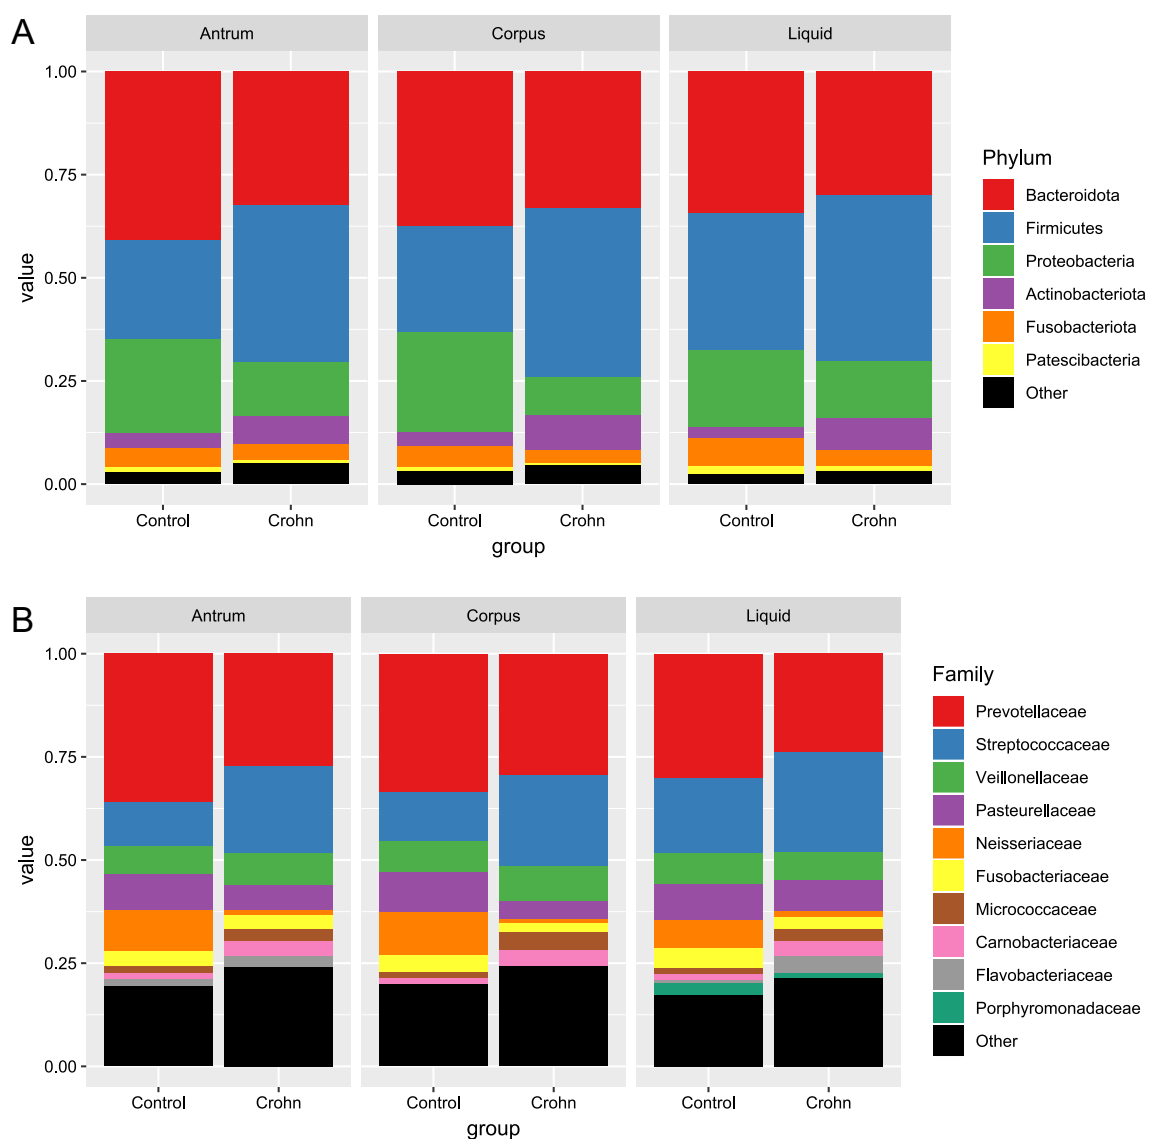 A
Antrum
Corpus
Liquid
1.00
0.75
0.50
0.25
0.00
value
Control
Crohn
Control
Crohn
Control
Crohn
group
Phylum
Bacteroidota
Firmicutes
Proteobacteria
Actinobacteriota
Fusobacteriota
Patescibacteria
Other
B
Antrum
Corpus
Liquid
1.00
0.75
0.50
0.25
0.00
value
Control
Crohn
Control
Crohn
Control
Crohn
group
Family
Prevotellaceae
Streptococcaceae
Veillonellaceae
Pasteurellaceae
Neisseriaceae
Fusobacteriaceae
Micrococcaceae
Carnobacteriaceae
Flavobacteriaceae
Porphyromonadaceae
Other